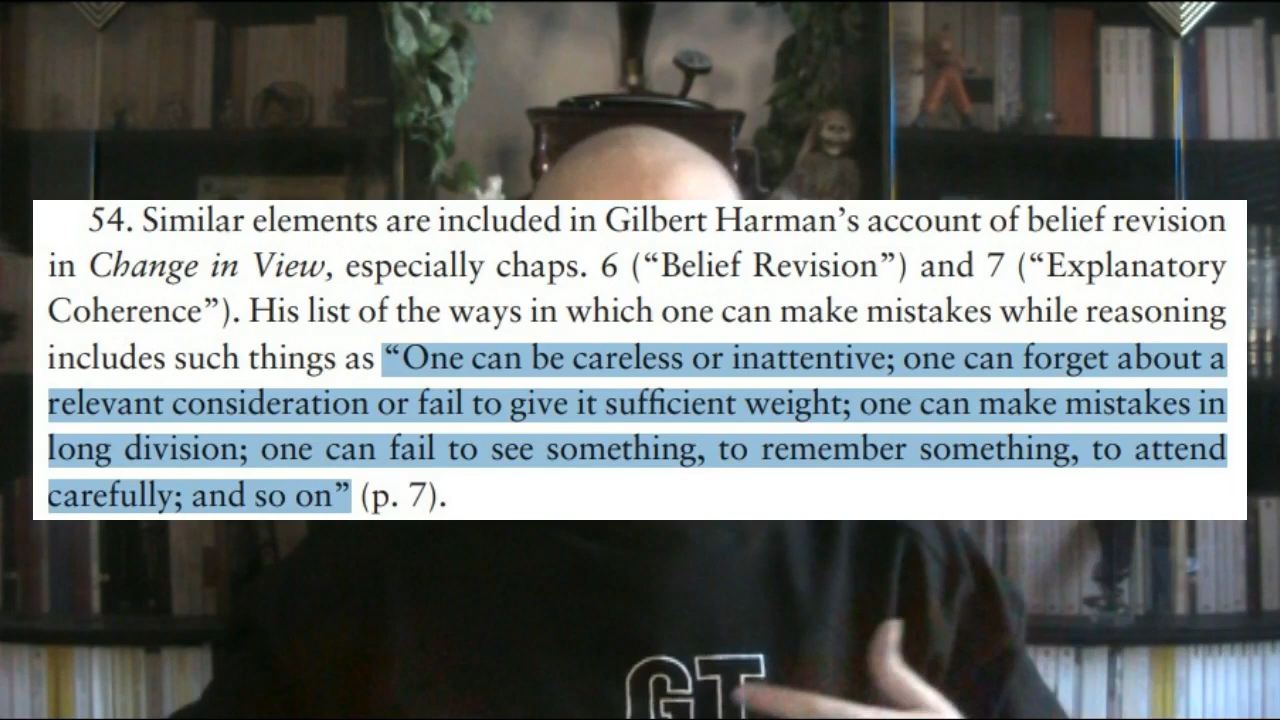 54. Similar elements are included in Gilbert Harman’s account of belief revision
in Change in View, especially chaps. 6 (“Belief Revision”) and 7 (“Explanatory
Coherence”). His list of the ways in which one can make mistakes while reasoning
includes such things as “One can be careless or inattentive; one can forget about a
relevant consideration or fail to give it sufficient weight; one can make mistakes in
long division; one can fail to see something, to remember something, to attend
carefully; and so on” (p. 7).
GT